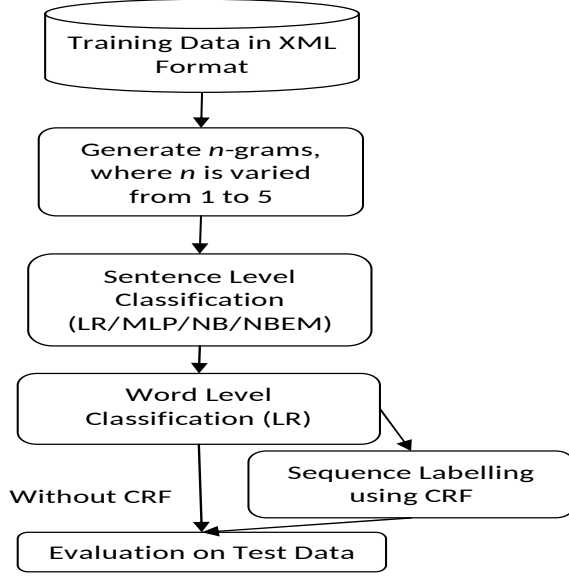 Training Data in XML
Format
Generate n-grams,
where n is varied
from 1 to 5
Sentence Level
Classification
(LR/MLP/NB/NBEM)
Word Level
Classification (LR)
Sequence Labelling
using CRF
Without CRF
Evaluation on Test Data